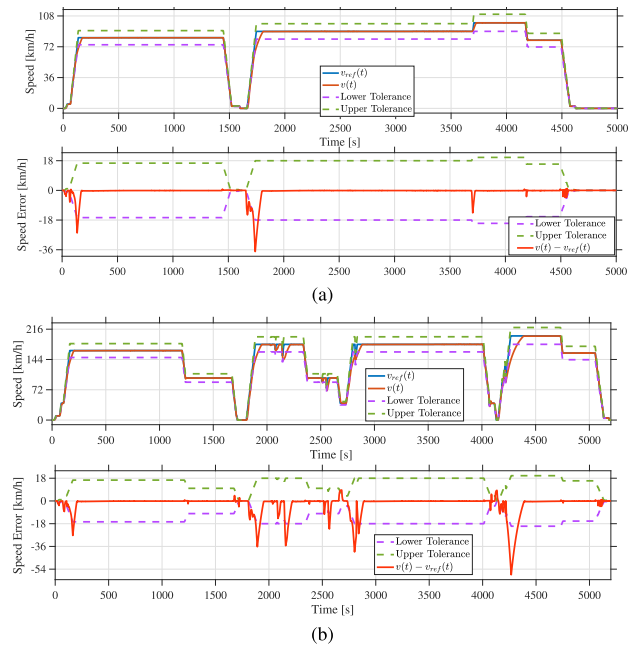 108
72
36
0
Speed [km/h]
v_ref(t)
v(t)
Lower Tolerance
Upper Tolerance
0 500 1000 1500 2000 2500 3000 3500 4000 4500 5000
Time [s]
18
0
-18
-36
Speed Error [km/h]
Lower Tolerance
Upper Tolerance
v(t) − v_ref(t)
0 500 1000 1500 2000 2500 3000 3500 4000 4500 5000
(a)
216
144
72
0
Speed [km/h]
v_ref(t)
v(t)
Lower Tolerance
Upper Tolerance
0 500 1000 1500 2000 2500 3000 3500 4000 4500 5000
Time [s]
18
0
-18
-36
-54
Speed Error [km/h]
Lower Tolerance
Upper Tolerance
v(t) − v_ref(t)
0 500 1000 1500 2000 2500 3000 3500 4000 4500 5000
Time [s]
(b)